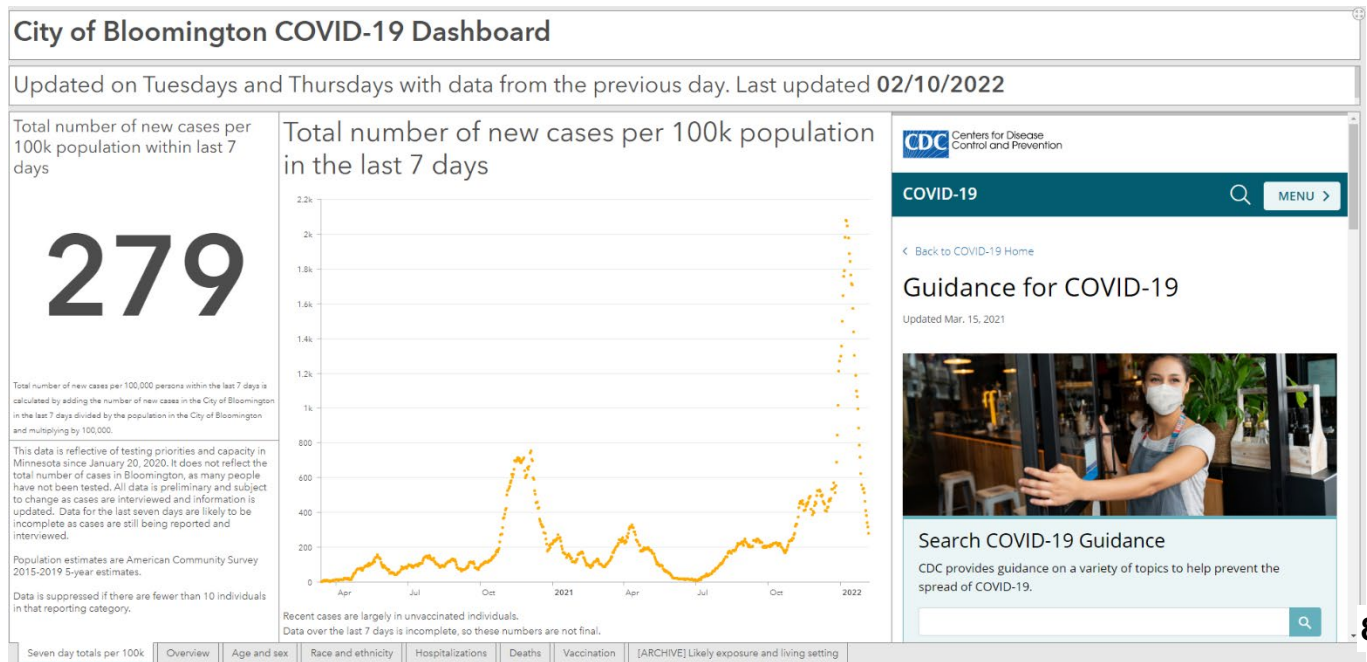 City of Bloomington COVID-19 Dashboard
Updated on Tuesdays and Thursdays with data from the previous day. Last updated 02/10/2022
Total number of new cases per
100k population within last 7
days
279
Total number of new cases per 100,000 persons within the last 7 days is
calculated by adding the number of new cases in the City of Bloomington
in the last 7 days divided by the population in the City of Bloomington
and multiplying by 100,000.
This data is reflective of testing priorities and capacity in
Minnesota since January 20, 2020. It does not reflect the
total number of cases in Bloomington, as many people
have not been tested. All data is preliminary and subject
to change as cases are interviewed and information is
updated. Data for the last seven days are likely to be
incomplete as cases are still being reported and
interviewed.
Population estimates are American Community Survey
2015-2019 5-year estimates.
Data is suppressed if there are fewer than 10 individuals
in that reporting category.
Total number of new cases per 100k population
in the last 7 days
2.2k
2k
1.8k
1.6k
1.4k
1.2k
1k
800
600
400
200
0
Apr Jul Oct 2021 Apr Jul Oct 2022
Recent cases are largely in unvaccinated individuals.
Data over the last 7 days is incomplete, so these numbers are not final.
CDC Centers for Disease
Control and Prevention
COVID-19 MENU >
< Back to COVID-19 Home
Guidance for COVID-19
Updated Mar. 15, 2021
Search COVID-19 Guidance
CDC provides guidance on a variety of topics to help prevent the
spread of COVID-19.
8
Seven day totals per 100k Overview Age and sex Race and ethnicity Hospitalizations Deaths Vaccination [ARCHIVE] Likely exposure and living setting